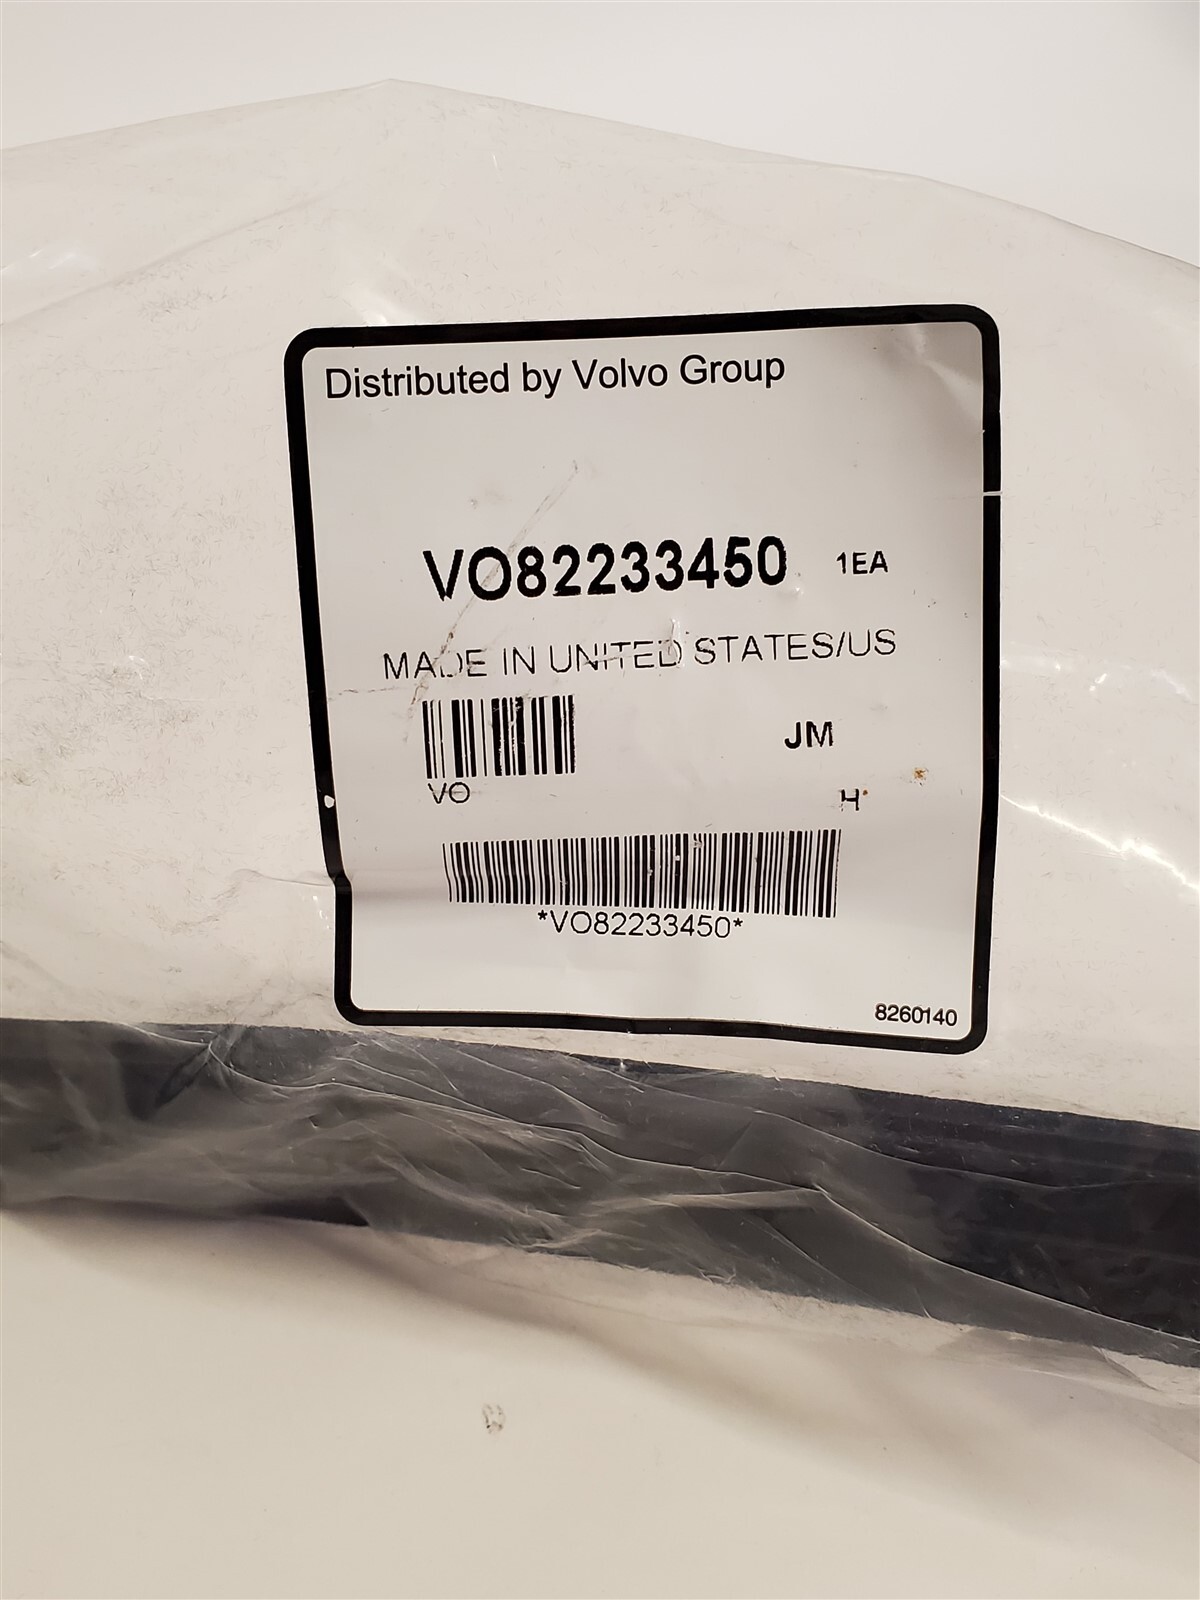 Distributed by Volvo Group
VO82233450 1EA
MADE IN UNITED STATES/US
JM
VO
H
*VO82233450*
8260140